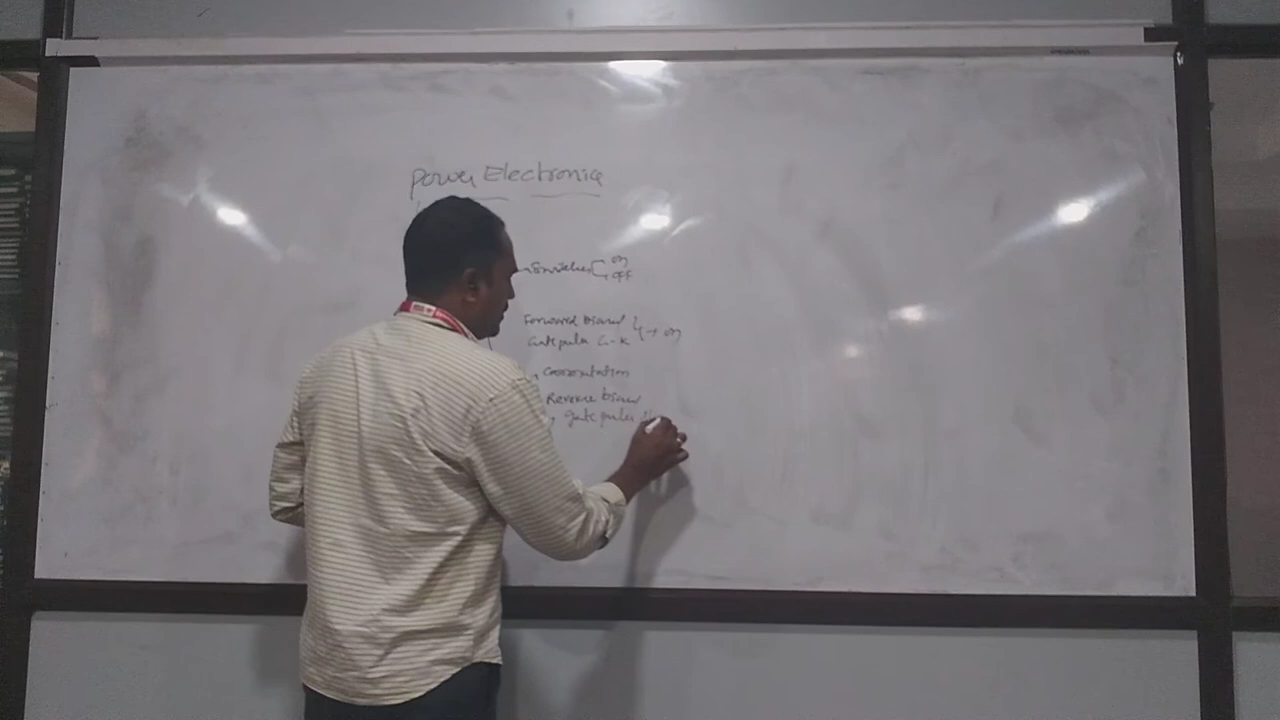 Power Electronics
Switches on
OFF
Forward biased
Gate pulse G-K → on
Commutation
Reverse biased
gate pulse